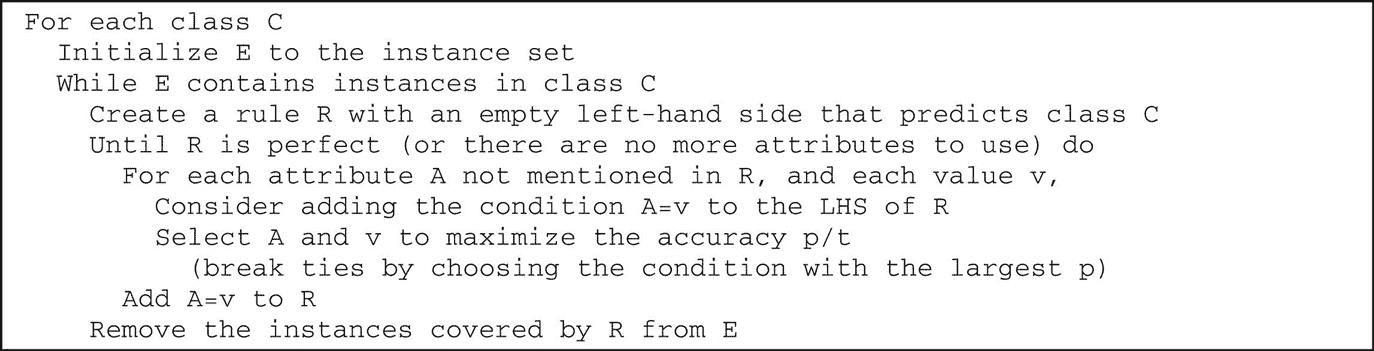 For each class C
Initialize E to the instance set
While E contains instances in class C
Create a rule R with an empty left-hand side that predicts class C
Until R is perfect (or there are no more attributes to use) do
For each attribute A not mentioned in R, and each value v,
Consider adding the condition A=v to the LHS of R
Select A and v to maximize the accuracy p/t
(break ties by choosing the condition with the largest p)
Add A=v to R
Remove the instances covered by R from E